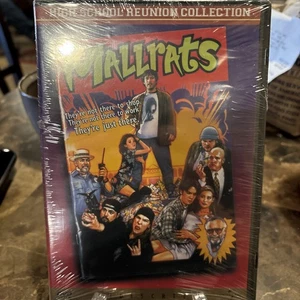 HIGH SCHOOL REUNION COLLECTION
MALLRATS
They're not there to shop.
They're not there to work.
They're just there.